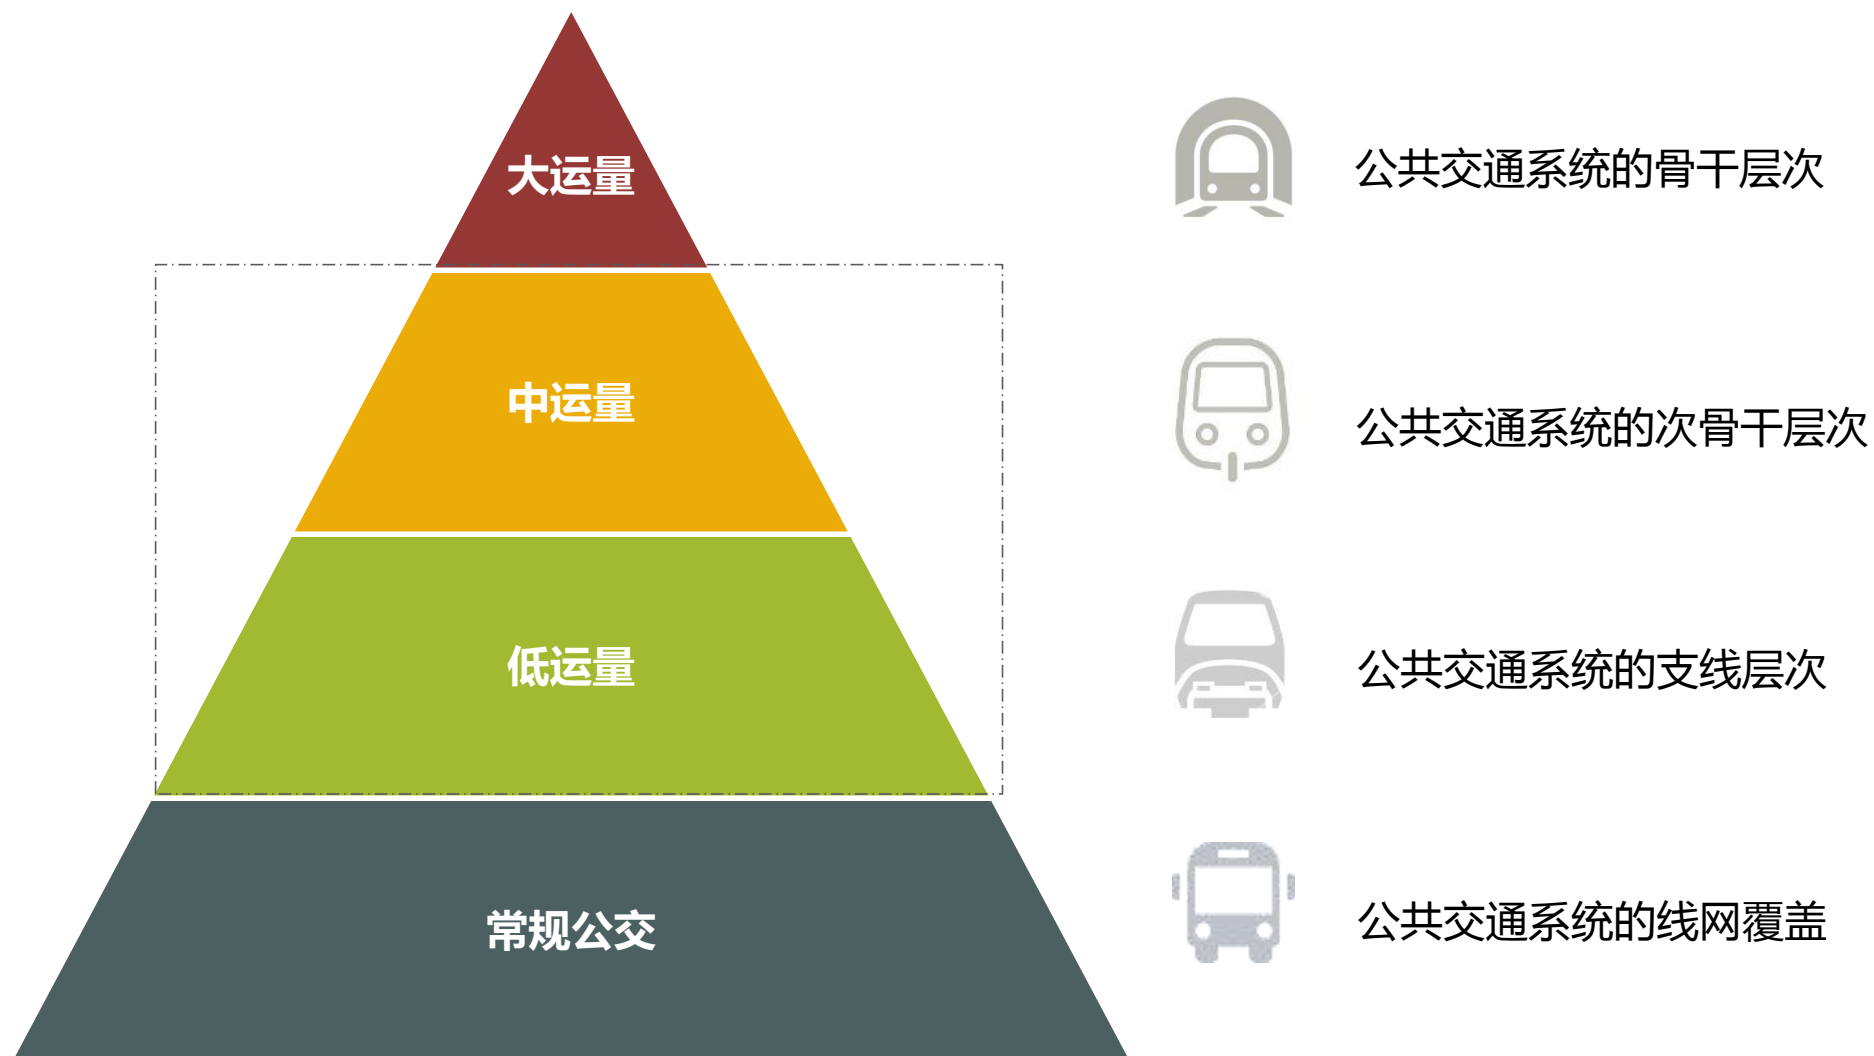 大运量
公共交通系统的骨干层次
中运量
公共交通系统的次骨干层次
低运量
公共交通系统的支线层次
常规公交
公共交通系统的线网覆盖